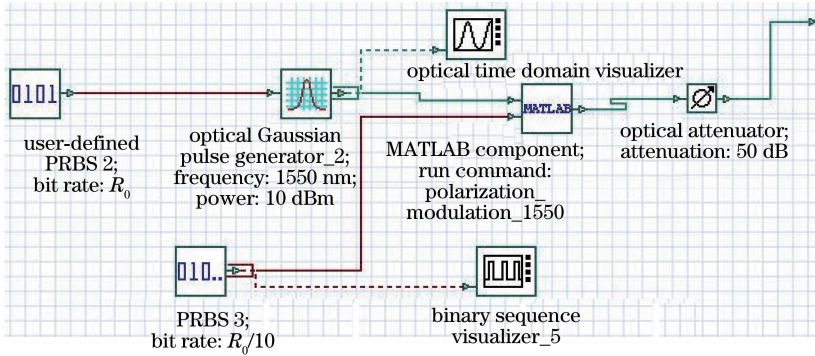 optical time domain visualizer
0101
MATLAB
user-defined
PRBS 2;
bit rate: R₀
optical Gaussian
pulse generator_2;
frequency: 1550 nm;
power: 10 dBm
MATLAB component;
run command:
polarization_
modulation_1550
optical attenuator;
attenuation: 50 dB
010..
PRBS 3;
bit rate: R₀/10
binary sequence
visualizer_5